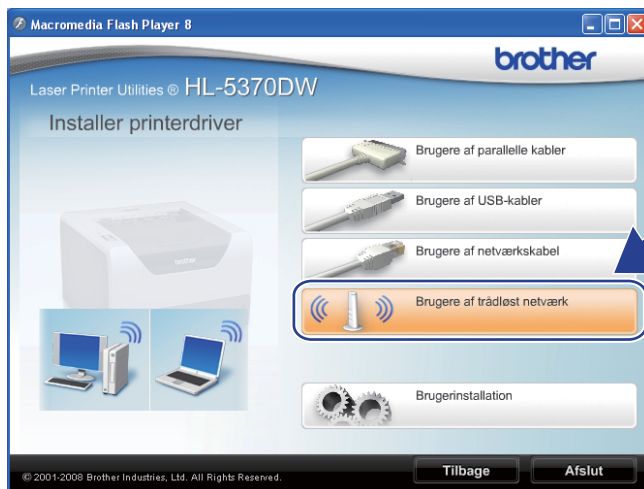 Macromedia Flash Player 8
brother
Laser Printer Utilities ® HL-5370DW
Installer printerdriver
Brugere af parallelle kabler
Brugere af USB-kabler
Brugere af netværkskabel
Brugere af trådløst netværk
Brugerinstallation
© 2001-2008 Brother Industries, Ltd. All Rights Reserved.
Tilbage
Afslut